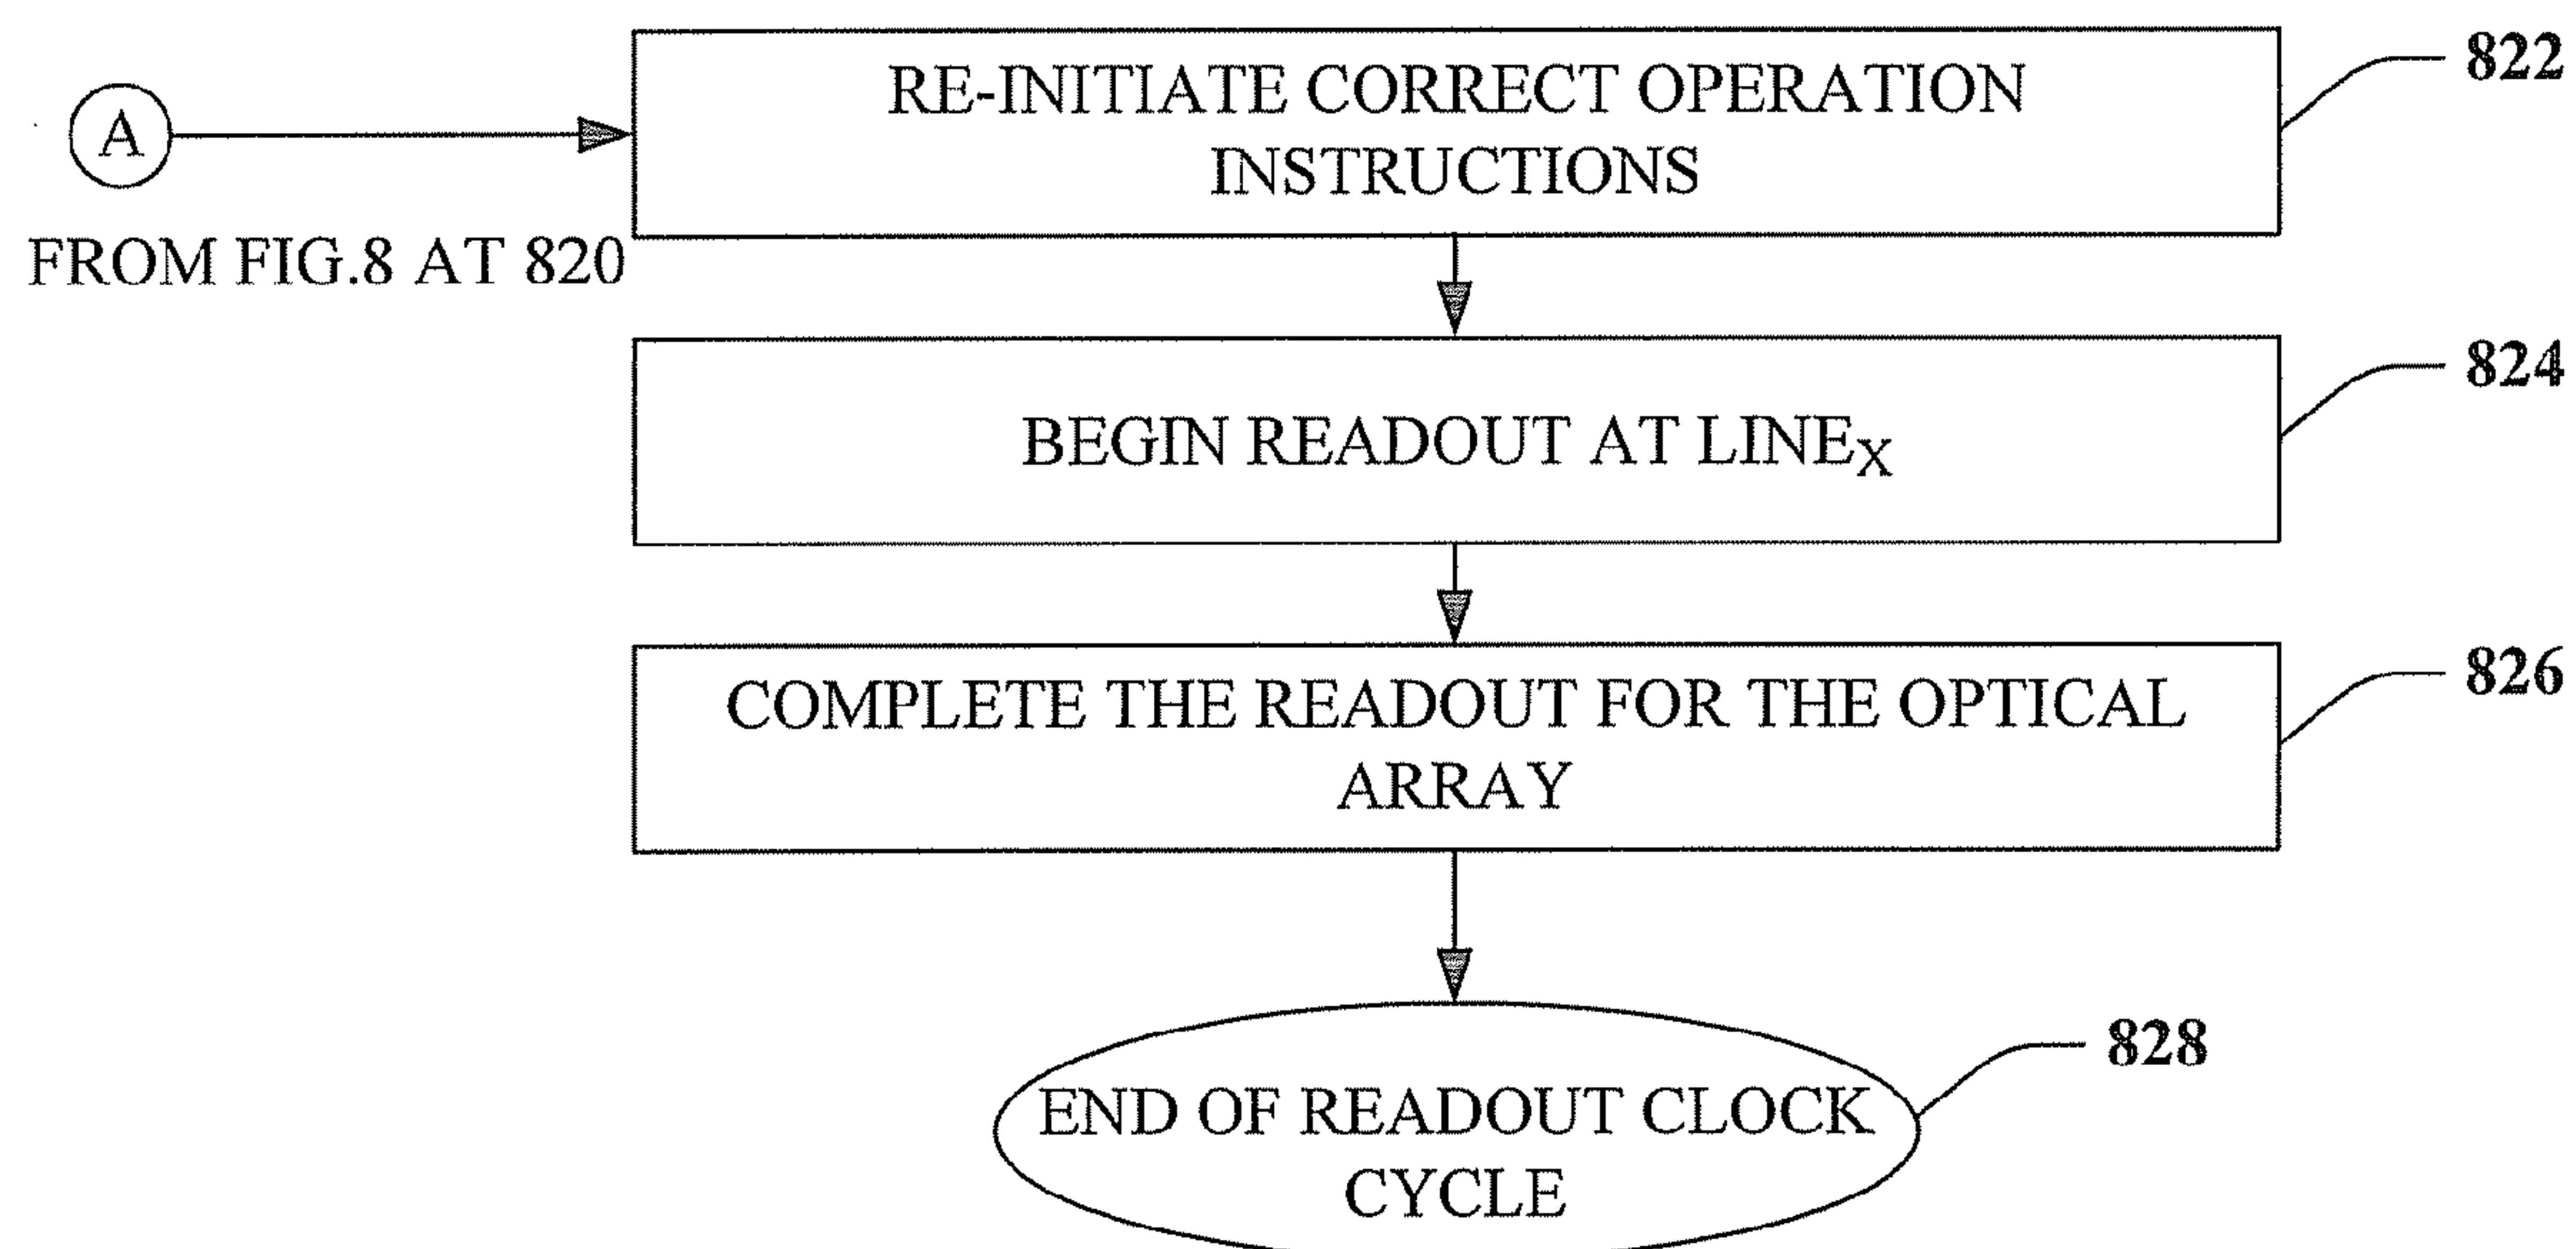 RE-INITIATE CORRECT OPERATION
INSTRUCTIONS
822
A
FROM FIG.8 AT 820
BEGIN READOUT AT LINEX
824
COMPLETE THE READOUT FOR THE OPTICAL
ARRAY
826
END OF READOUT CLOCK
CYCLE
828